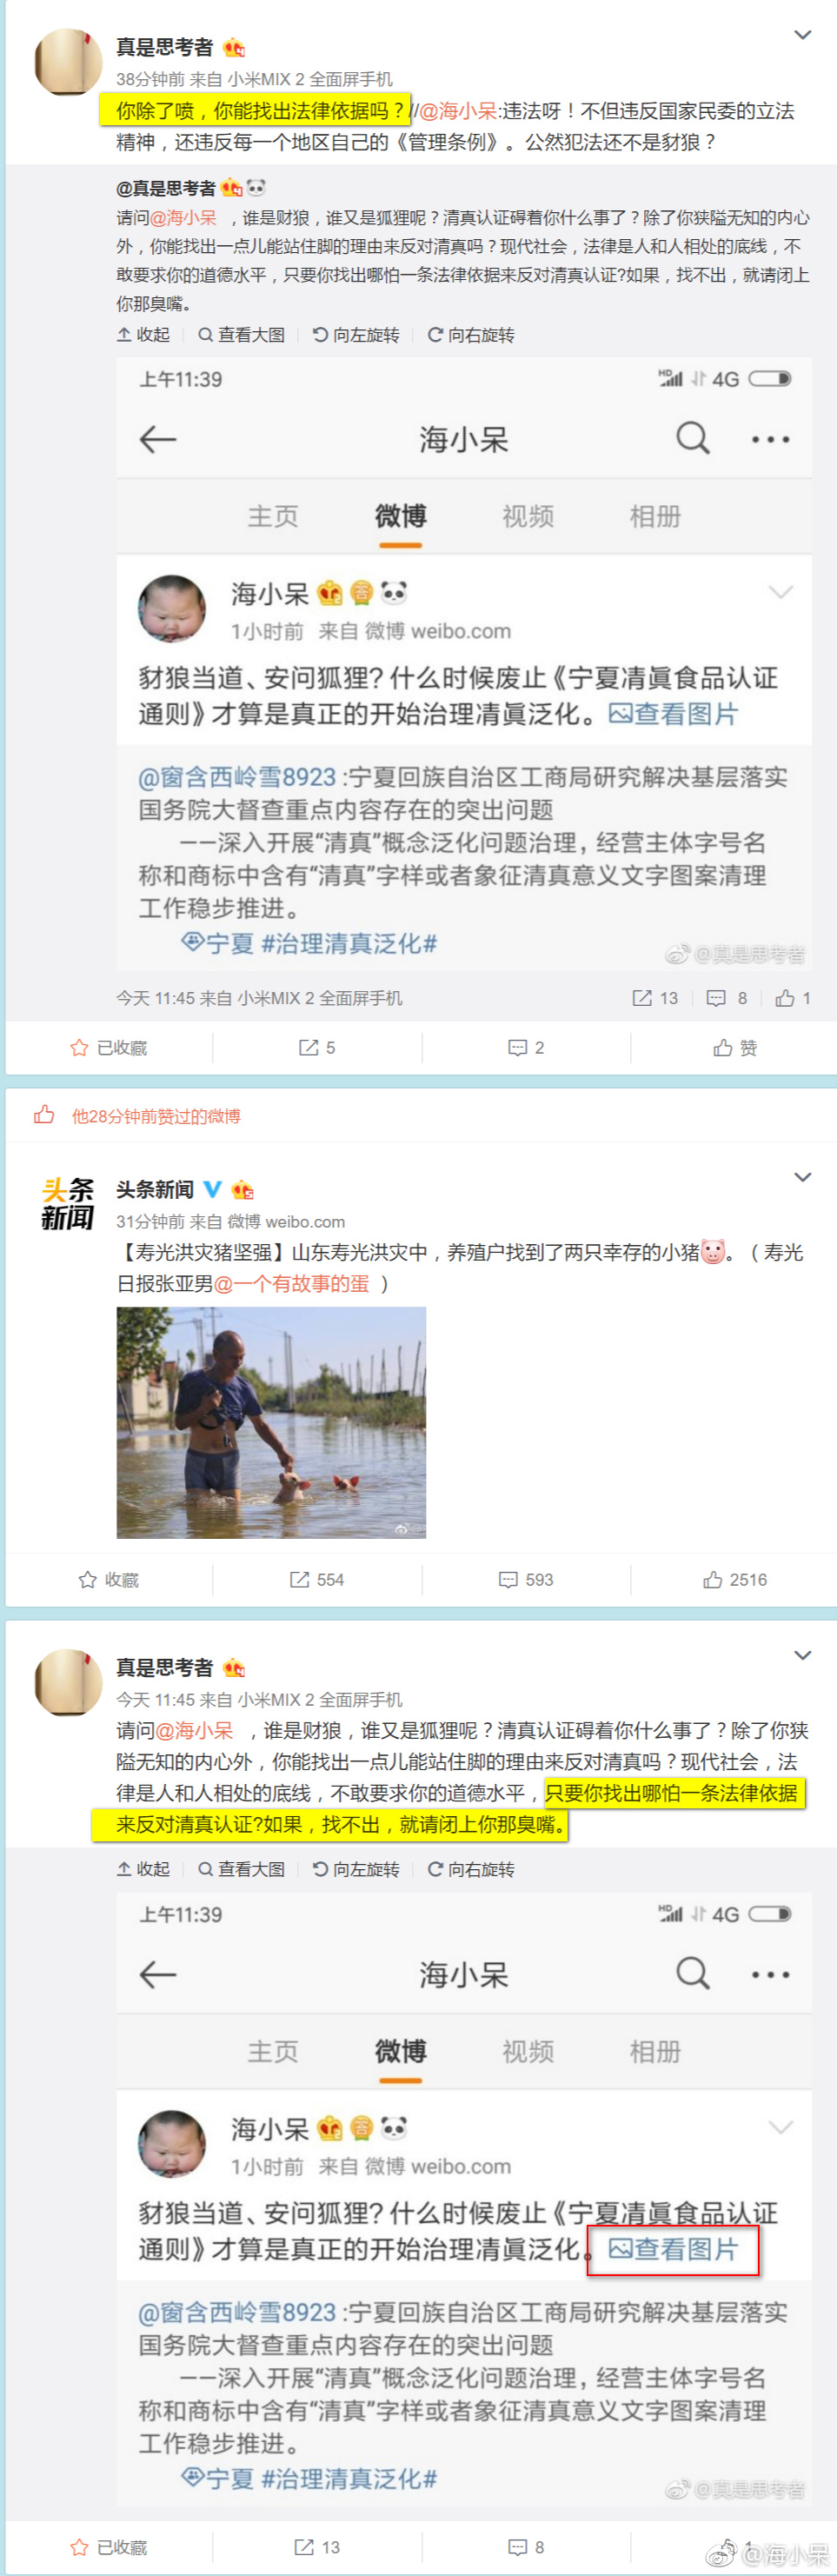 真是思考者
38分钟前 来自 小米MIX 2 全面屏手机
你除了喷，你能找出法律依据吗？//@海小呆:违法呀！不但违反国家民委的立法
精神，还违反每一个地区自己的《管理条例》。公然犯法还不是豺狼？
@真是思考者
请问@海小呆 ，谁是财狼，谁又是狐狸呢？清真认证碍着你什么事了？除了你狭隘无知的内心
外，你能找出一点儿能站住脚的理由来反对清真吗？现代社会，法律是人和人相处的底线，不
敢要求你的道德水平，只要你找出哪怕一条法律依据来反对清真认证?如果，找不出，就请闭上
你那臭嘴。
收起 查看大图 向左旋转 向右旋转
上午11:39 HD 4G
海小呆
主页 微博 视频 相册
海小呆
1小时前 来自 微博 weibo.com
豺狼当道、安问狐狸? 什么时候废止《宁夏清眞食品认证
通则》才算是真正的开始治理清眞泛化。查看图片
@窗含西岭雪8923 :宁夏回族自治区工商局研究解决基层落实
国务院大督查重点内容存在的突出问题
——深入开展“清真”概念泛化问题治理, 经营主体字号名
称和商标中含有“清真”字样或者象征清真意义文字图案清理
工作稳步推进。
宁夏 #治理清真泛化#
@真是思考者
今天 11:45 来自 小米MIX 2 全面屏手机 13 8 1
已收藏 5 2 赞
他28分钟前赞过的微博
头条
新闻
头条新闻
31分钟前 来自 微博 weibo.com
【寿光洪灾猪坚强】山东寿光洪灾中，养殖户找到了两只幸存的小猪。（寿光
日报张亚男@一个有故事的蛋 ）
收藏 554 593 2516
真是思考者
今天 11:45 来自 小米MIX 2 全面屏手机
请问@海小呆 ，谁是财狼，谁又是狐狸呢？清真认证碍着你什么事了？除了你狭
隘无知的内心外，你能找出一点儿能站住脚的理由来反对清真吗？现代社会，法
律是人和人相处的底线，不敢要求你的道德水平，只要你找出哪怕一条法律依据
来反对清真认证?如果，找不出，就请闭上你那臭嘴。
收起 查看大图 向左旋转 向右旋转
上午11:39 HD 4G
海小呆
主页 微博 视频 相册
海小呆
1小时前 来自 微博 weibo.com
豺狼当道、安问狐狸? 什么时候废止《宁夏清眞食品认证
通则》才算是真正的开始治理清眞泛化。查看图片
@窗含西岭雪8923 :宁夏回族自治区工商局研究解决基层落实
国务院大督查重点内容存在的突出问题
——深入开展“清真”概念泛化问题治理, 经营主体字号名
称和商标中含有“清真”字样或者象征清真意义文字图案清理
工作稳步推进。
宁夏 #治理清真泛化#
@真是思考者
已收藏 13 8 1
@海小呆